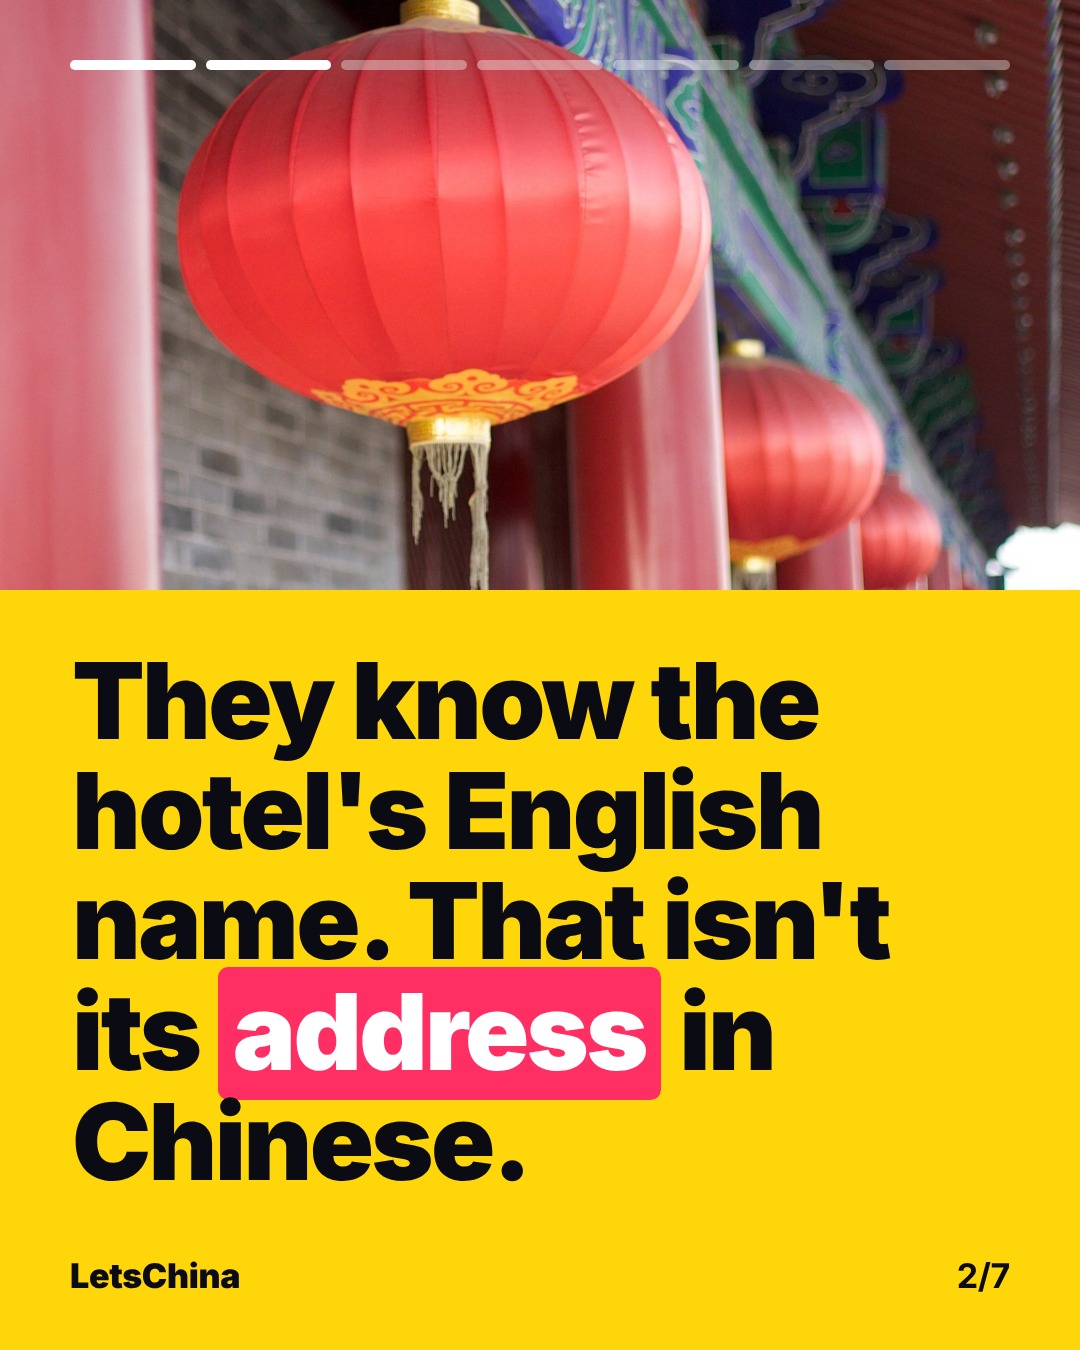 They know the
hotel's English
name. That isn't
its address in
Chinese.
LetsChina
2/7